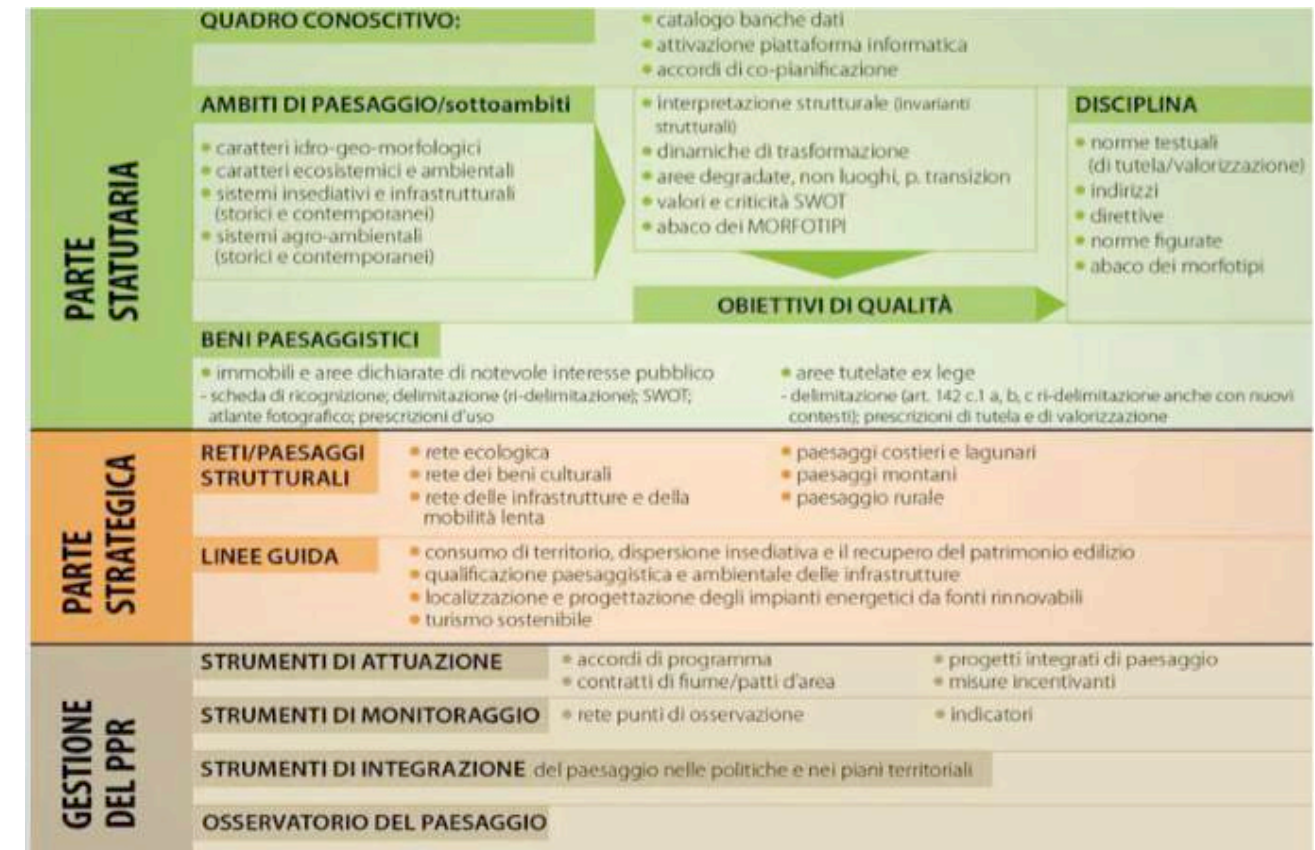 PARTE
STATUTARIA
QUADRO CONOSCITIVO:
• catalogo banche dati
• attivazione piattaforma informatica
• accordi di co-pianificazione
AMBITI DI PAESAGGIO/sottoambiti
• caratteri idro-geo-morfologici
• caratteri ecosistemici e ambientali
• sistemi insediativi e infrastrutturali
(storici e contemporanei)
• sistemi agro-ambientali
(storici e contemporanei)
• interpretazione strutturale (invarianti
strutturali)
• dinamiche di trasformazione
• aree degradate, non luoghi, p. transizion
• valori e criticità SWOT
• abaco dei MORFOTIPI
OBIETTIVI DI QUALITÀ
DISCIPLINA
• norme testuali
(di tutela/valorizzazione)
• indirizzi
• direttive
• norme figurate
• abaco dei morfotipi
BENI PAESAGGISTICI
• immobili e aree dichiarate di notevole interesse pubblico
- scheda di ricognizione; delimitazione (ri-delimitazione); SWOT;
atlante fotografico; prescrizioni d'uso
• aree tutelate ex lege
- delimitazione (art. 142 c.1 a, b, c ri-delimitazione anche con nuovi
contesti); prescrizioni di tutela e di valorizzazione
PARTE
STRATEGICA
RETI/PAESAGGI
STRUTTURALI
• rete ecologica
• rete dei beni culturali
• rete delle infrastrutture e della
mobilità lenta
• paesaggi costieri e lagunari
• paesaggi montani
• paesaggio rurale
LINEE GUIDA
• consumo di territorio, dispersione insediativa e il recupero del patrimonio edilizio
• qualificazione paesaggistica e ambientale delle infrastrutture
• localizzazione e progettazione degli impianti energetici da fonti rinnovabili
• turismo sostenibile
GESTIONE
DEL PPR
STRUMENTI DI ATTUAZIONE
• accordi di programma
• contratti di fiume/patti d'area
• progetti integrati di paesaggio
• misure incentivanti
STRUMENTI DI MONITORAGGIO
• rete punti di osservazione
• indicatori
STRUMENTI DI INTEGRAZIONE del paesaggio nelle politiche e nei piani territoriali
OSSERVATORIO DEL PAESAGGIO